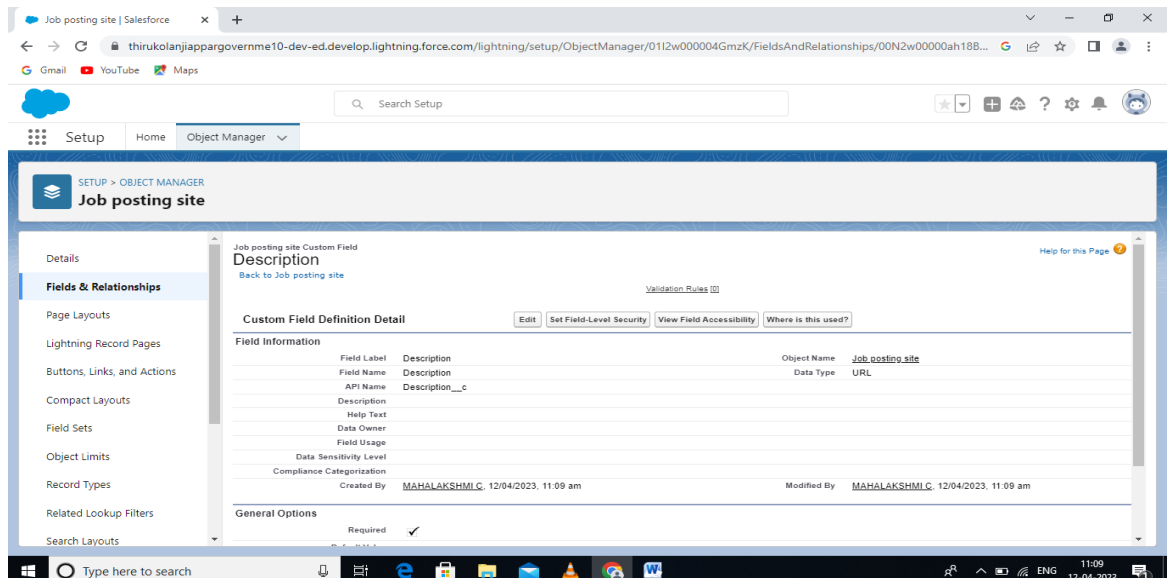 Job posting site | Salesforce
thirukolanjiappargovernme10-dev-ed.develop.lightning.force.com/lightning/setup/ObjectManager/01I2w000004GmzK/FieldsAndRelationships/00N2w00000ah18B...
Gmail YouTube Maps
Search Setup
Setup Home Object Manager
SETUP > OBJECT MANAGER
Job posting site
Details
Fields & Relationships
Page Layouts
Lightning Record Pages
Buttons, Links, and Actions
Compact Layouts
Field Sets
Object Limits
Record Types
Related Lookup Filters
Search Layouts
Job posting site Custom Field
Description
Back to Job posting site
Help for this Page
Validation Rules [0]
Custom Field Definition Detail Edit Set Field-Level Security View Field Accessibility Where is this used?
Field Information
Field Label Description Object Name Job posting site
Field Name Description Data Type URL
API Name Description__c
Description
Help Text
Data Owner
Field Usage
Data Sensitivity Level
Compliance Categorization
Created By MAHALAKSHMI C, 12/04/2023, 11:09 am Modified By MAHALAKSHMI C, 12/04/2023, 11:09 am
General Options
Required ✓
Type here to search
ENG 11:09
12-04-2023